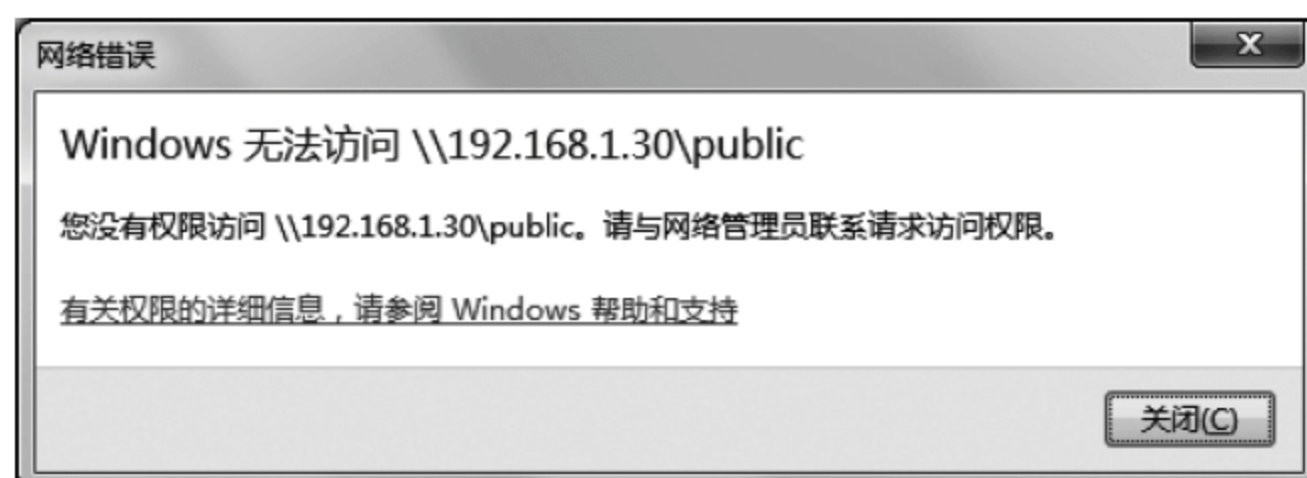 网络错误
x
Windows 无法访问 \\192.168.1.30\public
您没有权限访问 \\192.168.1.30\public。请与网络管理员联系请求访问权限。
有关权限的详细信息，请参阅 Windows 帮助和支持
关闭(C)